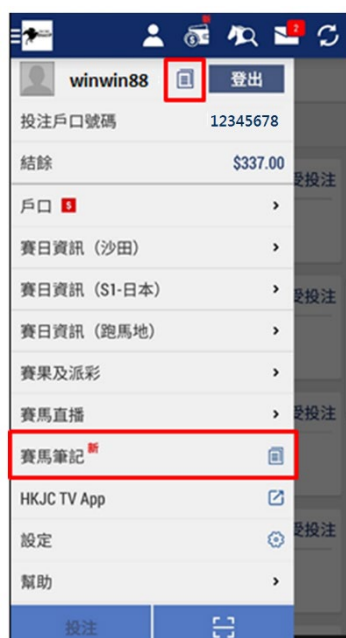 2
winwin88 登出
投注戶口號碼 12345678
結餘 $337.00
受投注
戶口 $
賽日資訊 (沙田)
賽日資訊 (S1-日本)
受投注
賽日資訊 (跑馬地)
賽果及派彩
賽馬直播
受投注
賽馬筆記 新
HKJC TV App
受投注
設定
幫助
投注